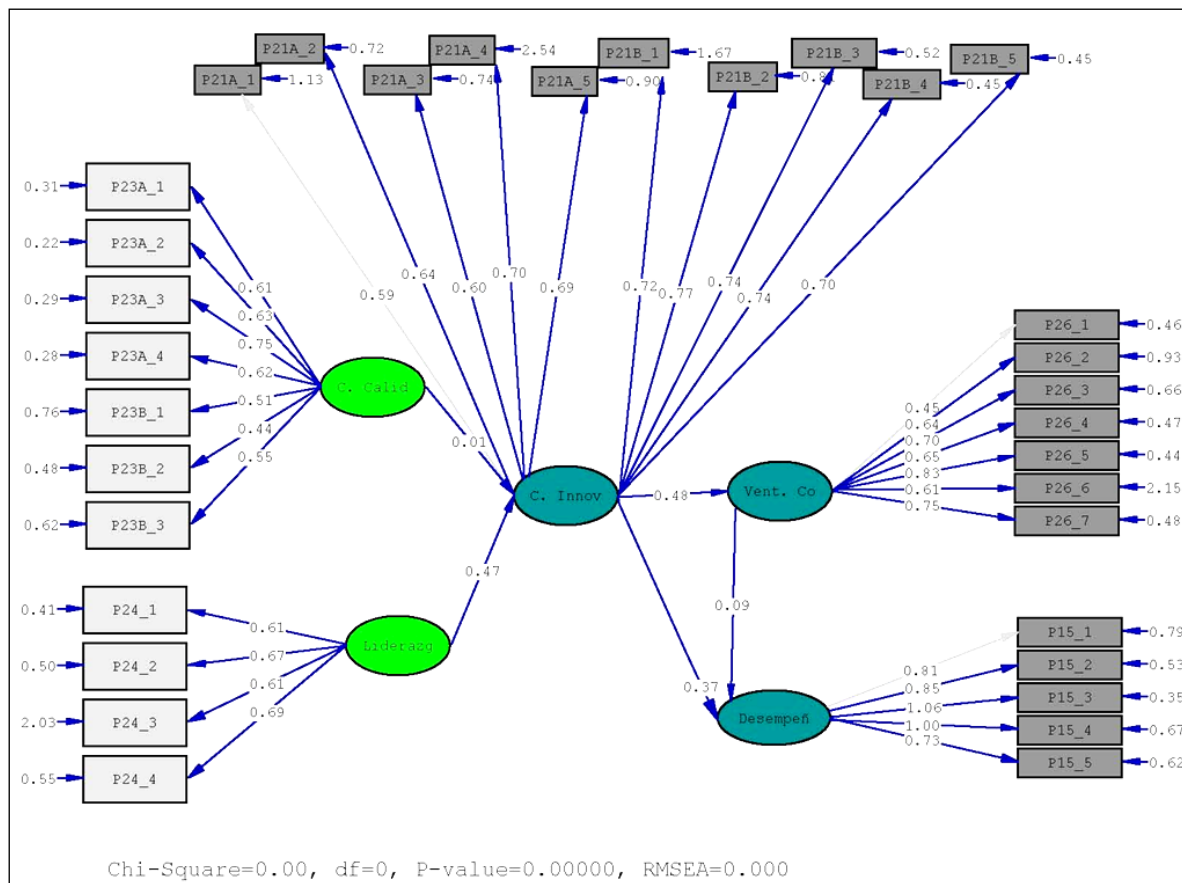 P21A_2 0.72 P21A_4 2.54 P21B_1 1.67 P21B_3 0.52 P21B_5 0.45
P21A_1 1.13 P21A_3 0.74 P21A_5 0.90 P21B_2 P21B_4 0.45
0.31 P23A_1
0.22 P23A_2
0.29 P23A_3
0.28 P23A_4
0.76 P23B_1
0.48 P23B_2
0.62 P23B_3
0.61
0.63
0.75
0.62
0.51
0.44
0.55
C. Calid
0.59 0.64 0.60 0.70 0.69 0.72 0.77 0.74 0.74 0.70
0.01
C. Innov
0.48
Vent. Co
0.45
0.64
0.70
0.65
0.83
0.61
0.75
P26_1 0.46
P26_2 0.93
P26_3 0.66
P26_4 0.47
P26_5 0.44
P26_6 2.15
P26_7 0.48
0.41 P24_1
0.50 P24_2
2.03 P24_3
0.55 P24_4
0.61
0.67
0.61
0.69
Liderazg
0.47
0.09
0.37
Desempeñ
0.81
0.85
1.06
1.00
0.73
P15_1 0.79
P15_2 0.53
P15_3 0.35
P15_4 0.67
P15_5 0.62
Chi-Square=0.00, df=0, P-value=0.00000, RMSEA=0.000